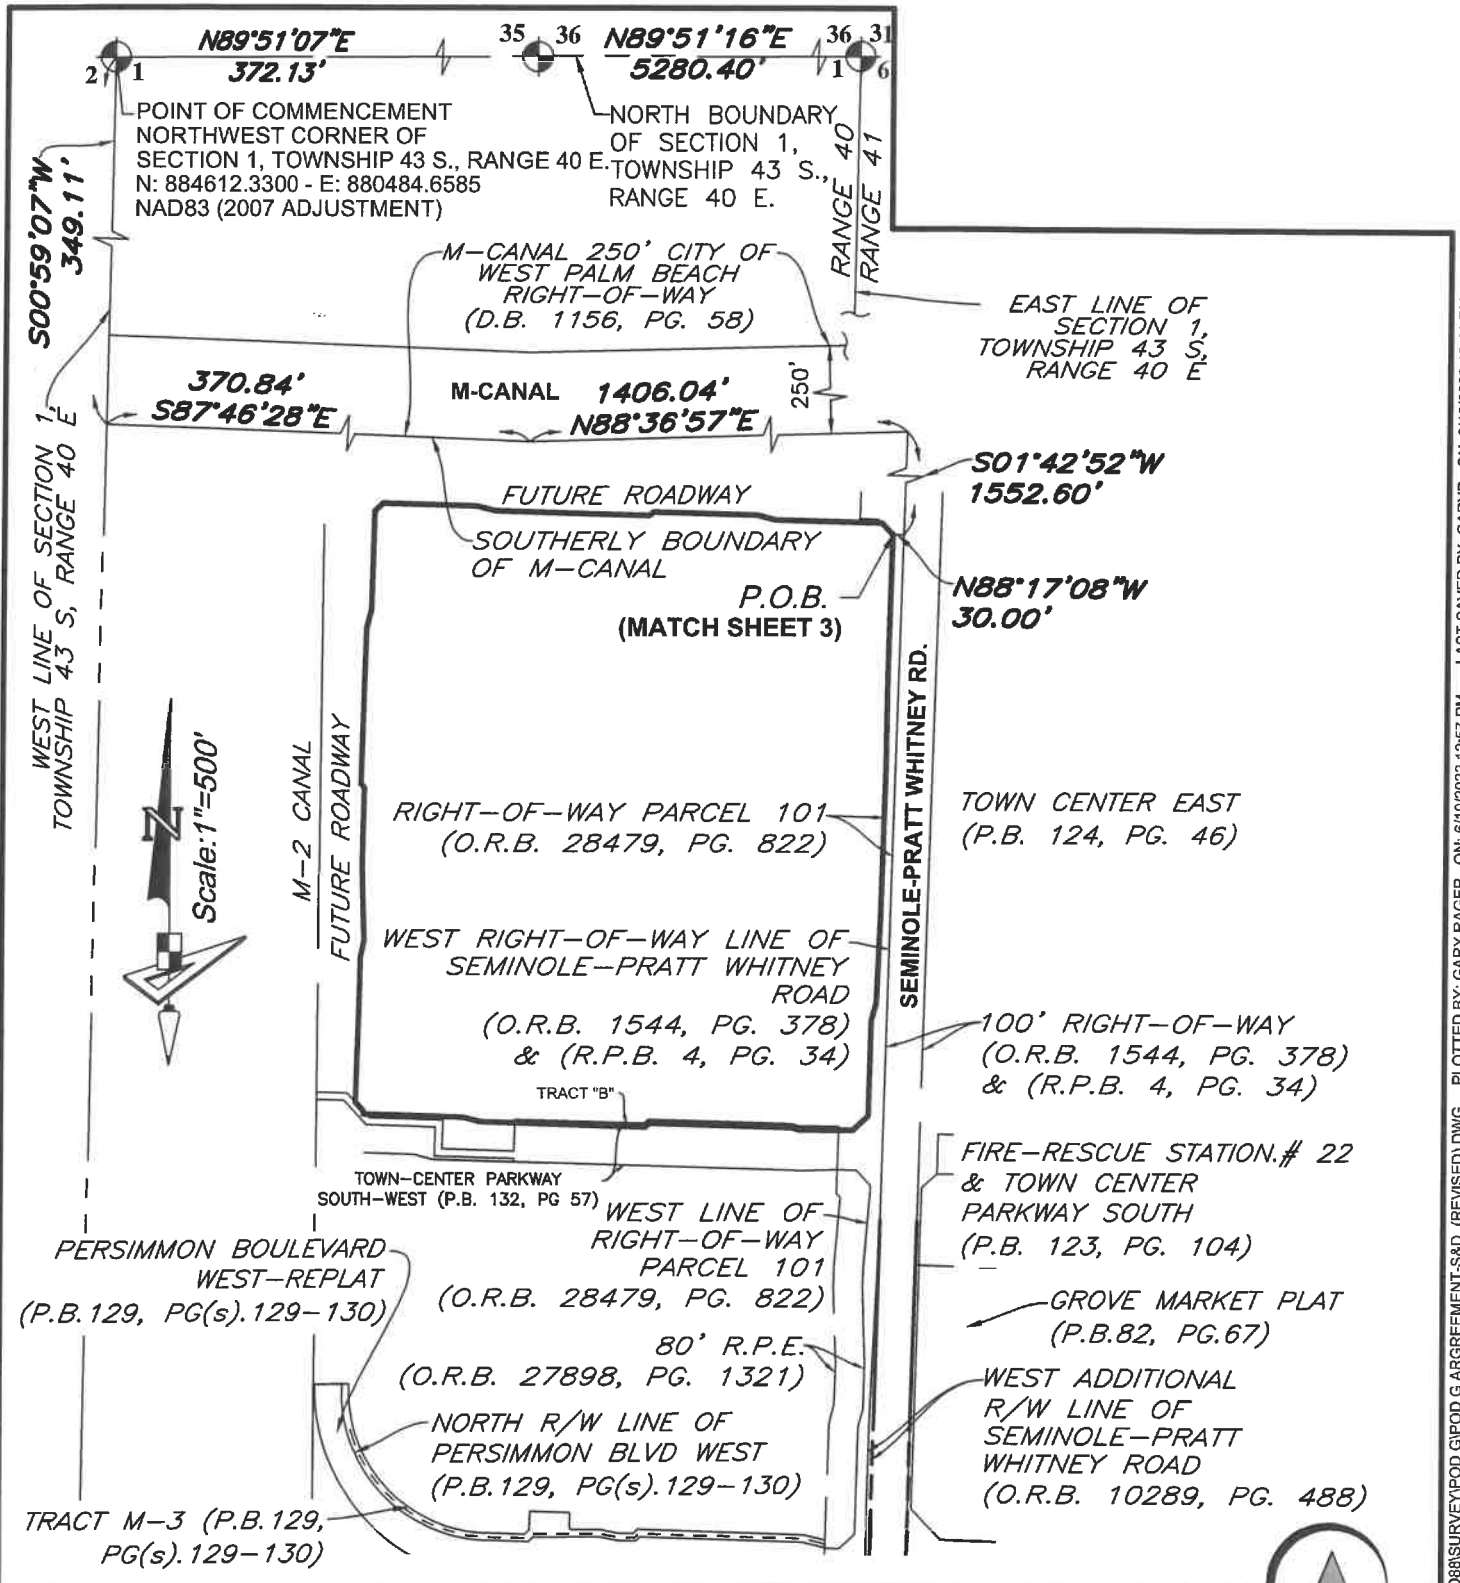 N89°51'07"E
372.13'
35 36
N89°51'16"E
5280.40'
36 31
2 1
1 6
POINT OF COMMENCEMENT
NORTHWEST CORNER OF
SECTION 1, TOWNSHIP 43 S., RANGE 40 E.
N: 884612.3300 - E: 880484.6585
NAD83 (2007 ADJUSTMENT)
NORTH BOUNDARY
OF SECTION 1,
TOWNSHIP 43 S.,
RANGE 40 E.
RANGE 40
RANGE 41
S00°59'07"W
349.11'
M-CANAL 250' CITY OF
WEST PALM BEACH
RIGHT-OF-WAY
(D.B. 1156, PG. 58)
EAST LINE OF
SECTION 1,
TOWNSHIP 43 S,
RANGE 40 E
370.84'
S87°46'28"E
M-CANAL
1406.04'
N88°36'57"E
250'
S01°42'52"W
1552.60'
FUTURE ROADWAY
SOUTHERLY BOUNDARY
OF M-CANAL
P.O.B.
(MATCH SHEET 3)
N88°17'08"W
30.00'
WEST LINE OF SECTION 1,
TOWNSHIP 43 S, RANGE 40 E
N
Scale:1"=500'
M-2 CANAL
FUTURE ROADWAY
SEMINOLE-PRATT WHITNEY RD.
RIGHT-OF-WAY PARCEL 101
(O.R.B. 28479, PG. 822)
TOWN CENTER EAST
(P.B. 124, PG. 46)
WEST RIGHT-OF-WAY LINE OF
SEMINOLE-PRATT WHITNEY
ROAD
(O.R.B. 1544, PG. 378)
& (R.P.B. 4, PG. 34)
100' RIGHT-OF-WAY
(O.R.B. 1544, PG. 378)
& (R.P.B. 4, PG. 34)
TRACT "B"
TOWN-CENTER PARKWAY
SOUTH-WEST (P.B. 132, PG 57)
FIRE-RESCUE STATION.# 22
& TOWN CENTER
PARKWAY SOUTH
(P.B. 123, PG. 104)
WEST LINE OF
RIGHT-OF-WAY
PARCEL 101
(O.R.B. 28479, PG. 822)
PERSIMMON BOULEVARD
WEST-REPLAT
(P.B.129, PG(s).129-130)
GROVE MARKET PLAT
(P.B.82, PG.67)
80' R.P.E.
(O.R.B. 27898, PG. 1321)
WEST ADDITIONAL
R/W LINE OF
SEMINOLE-PRATT
WHITNEY ROAD
(O.R.B. 10289, PG. 488)
NORTH R/W LINE OF
PERSIMMON BLVD WEST
(P.B.129, PG(s).129-130)
TRACT M-3 (P.B.129,
PG(s).129-130)